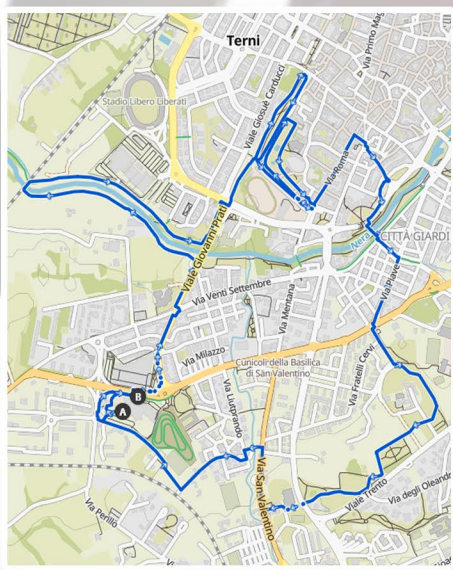 Terni
Via Primo Mag
Stadio Libero Liberati
Viale Giosuè Carducci
Via Roma
Nera
CITTÀ GIARDI
Viale Giovanni Prati
Via Piave
Via Venti Settembre
Via Mentana
Via Milazzo
Cunicoli della Basilica
di San Valentino
Via Fratelli Cervi
B
A
Via Liutprando
Via San Valentino
Viale Trento
Via degli Oleandr
Via Perillo